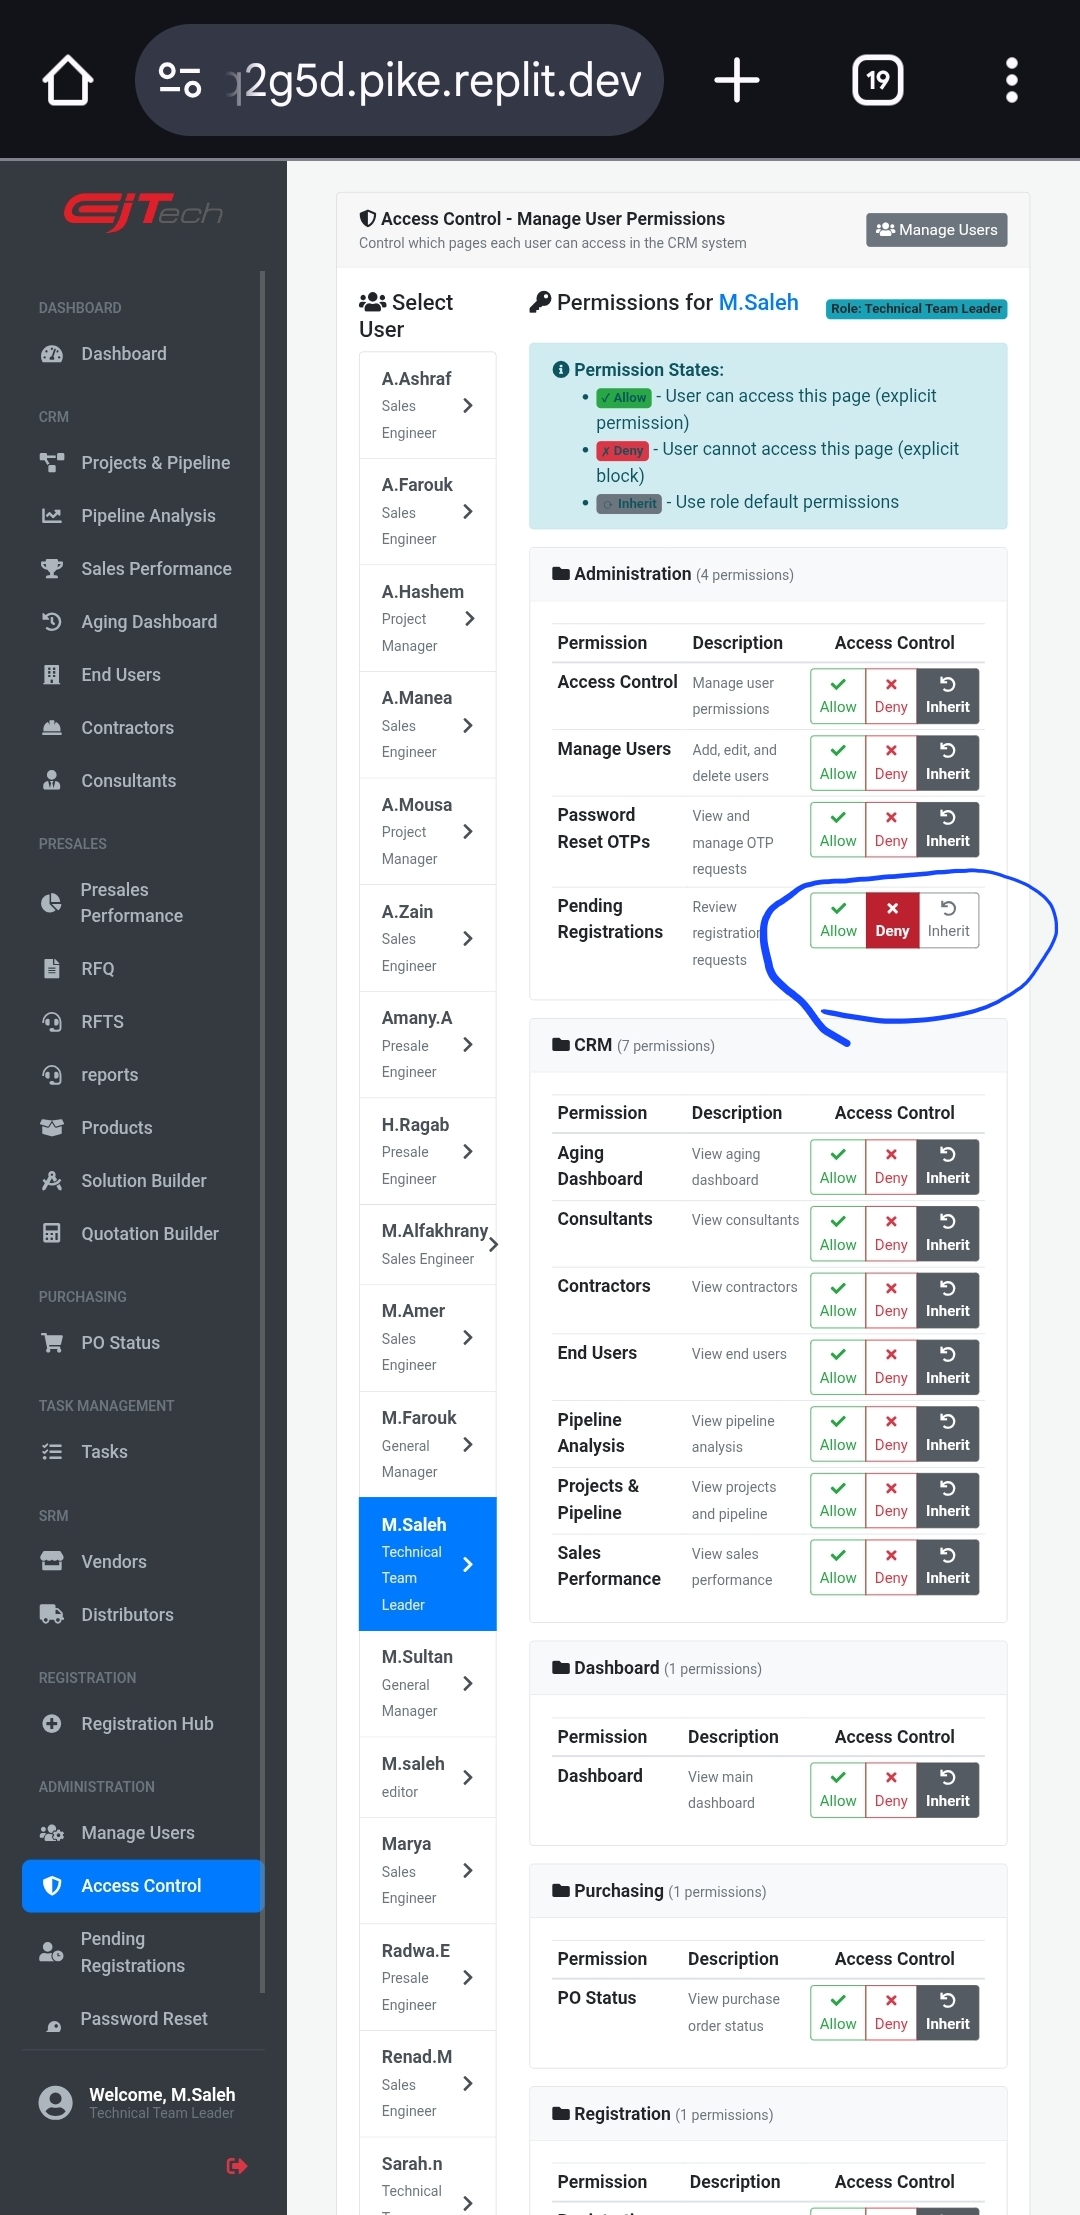 q2g5d.pike.replit.dev
19
EJTech
DASHBOARD
Dashboard
CRM
Projects & Pipeline
Pipeline Analysis
Sales Performance
Aging Dashboard
End Users
Contractors
Consultants
PRESALES
Presales
Performance
RFQ
RFTS
reports
Products
Solution Builder
Quotation Builder
PURCHASING
PO Status
TASK MANAGEMENT
Tasks
SRM
Vendors
Distributors
REGISTRATION
Registration Hub
ADMINISTRATION
Manage Users
Access Control
Pending
Registrations
Password Reset
Welcome, M.Saleh
Technical Team Leader
Access Control - Manage User Permissions
Control which pages each user can access in the CRM system
Manage Users
Select
User
A.Ashraf
Sales
Engineer
A.Farouk
Sales
Engineer
A.Hashem
Project
Manager
A.Manea
Sales
Engineer
A.Mousa
Project
Manager
A.Zain
Sales
Engineer
Amany.A
Presale
Engineer
H.Ragab
Presale
Engineer
M.Alfakhrany
Sales Engineer
M.Amer
Sales
Engineer
M.Farouk
General
Manager
M.Saleh
Technical
Team
Leader
M.Sultan
General
Manager
M.saleh
editor
Marya
Sales
Engineer
Radwa.E
Presale
Engineer
Renad.M
Sales
Engineer
Sarah.n
Technical
Permissions for M.Saleh
Role: Technical Team Leader
Permission States:
• Allow - User can access this page (explicit
permission)
• Deny - User cannot access this page (explicit
block)
• Inherit - Use role default permissions
Administration (4 permissions)
Permission Description Access Control
Access Control Manage user
permissions
Allow Deny Inherit
Manage Users Add, edit, and
delete users
Allow Deny Inherit
Password
Reset OTPs
View and
manage OTP
requests
Allow Deny Inherit
Pending
Registrations
Review
registration
requests
Allow Deny Inherit
CRM (7 permissions)
Permission Description Access Control
Aging
Dashboard
View aging
dashboard
Allow Deny Inherit
Consultants View consultants
Allow Deny Inherit
Contractors View contractors
Allow Deny Inherit
End Users View end users
Allow Deny Inherit
Pipeline
Analysis
View pipeline
analysis
Allow Deny Inherit
Projects &
Pipeline
View projects
and pipeline
Allow Deny Inherit
Sales
Performance
View sales
performance
Allow Deny Inherit
Dashboard (1 permissions)
Permission Description Access Control
Dashboard View main
dashboard
Allow Deny Inherit
Purchasing (1 permissions)
Permission Description Access Control
PO Status View purchase
order status
Allow Deny Inherit
Registration (1 permissions)
Permission Description Access Control